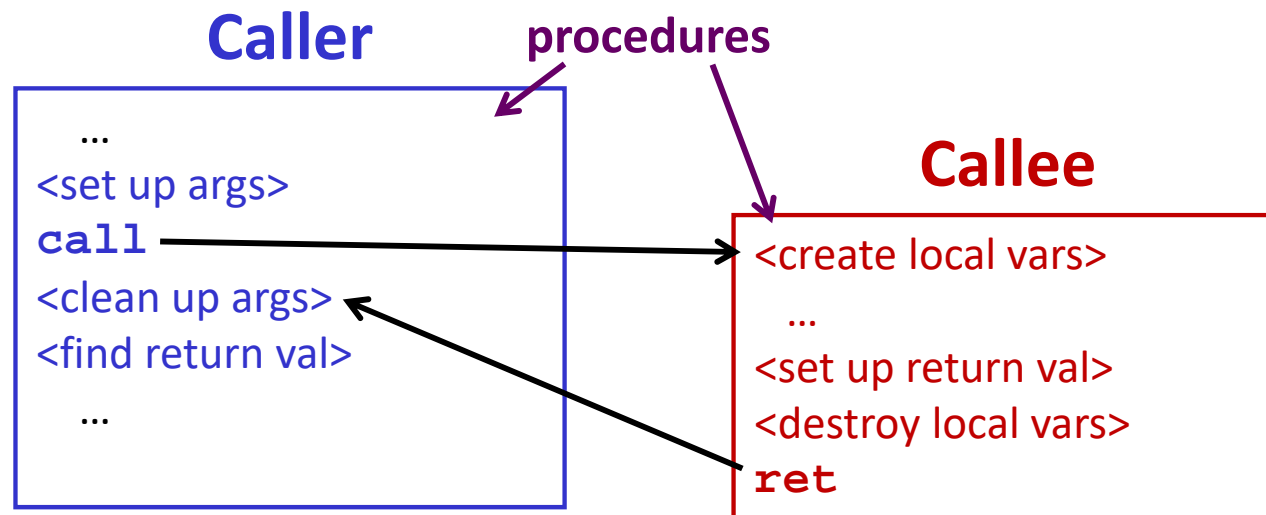 Caller
procedures
...
<set up args>
call
<clean up args>
<find return val>
...
Callee
<create local vars>
...
<set up return val>
<destroy local vars>
ret